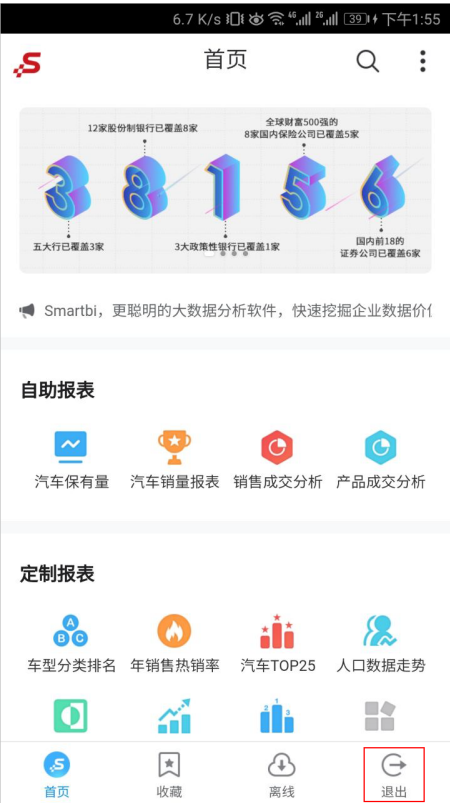 6.7 K/s 4G 2G 39 下午1:55
S
首页
12家股份制银行已覆盖8家
全球财富500强的
8家国内保险公司已覆盖5家
3 8 1 5 6
五大行已覆盖3家
3大政策性银行已覆盖1家
国内前18的
证券公司已覆盖6家
Smartbi，更聪明的大数据分析软件，快速挖掘企业数据价
自助报表
汽车保有量 汽车销量报表 销售成交分析 产品成交分析
定制报表
A
B C
车型分类排名 年销售热销率 汽车TOP25 人口数据走势
2 1 3
S
首页 收藏 离线 退出